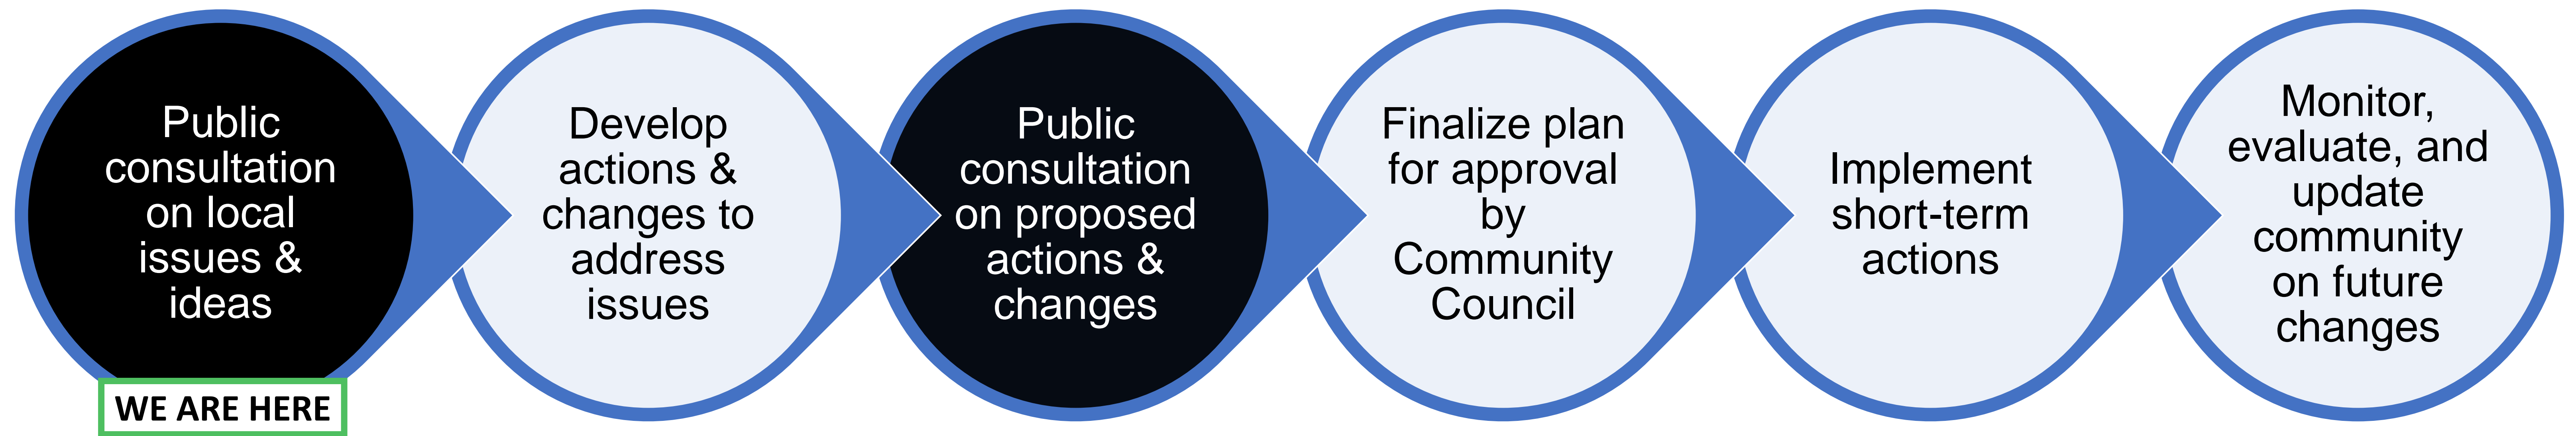 Public
consultation
on local
issues &
ideas
WE ARE HERE
Develop
actions &
changes to
address
issues
Public
consultation
on proposed
actions &
changes
Finalize plan
for approval
by
Community
Council
Implement
short-term
actions
Monitor,
evaluate, and
update
community
on future
changes